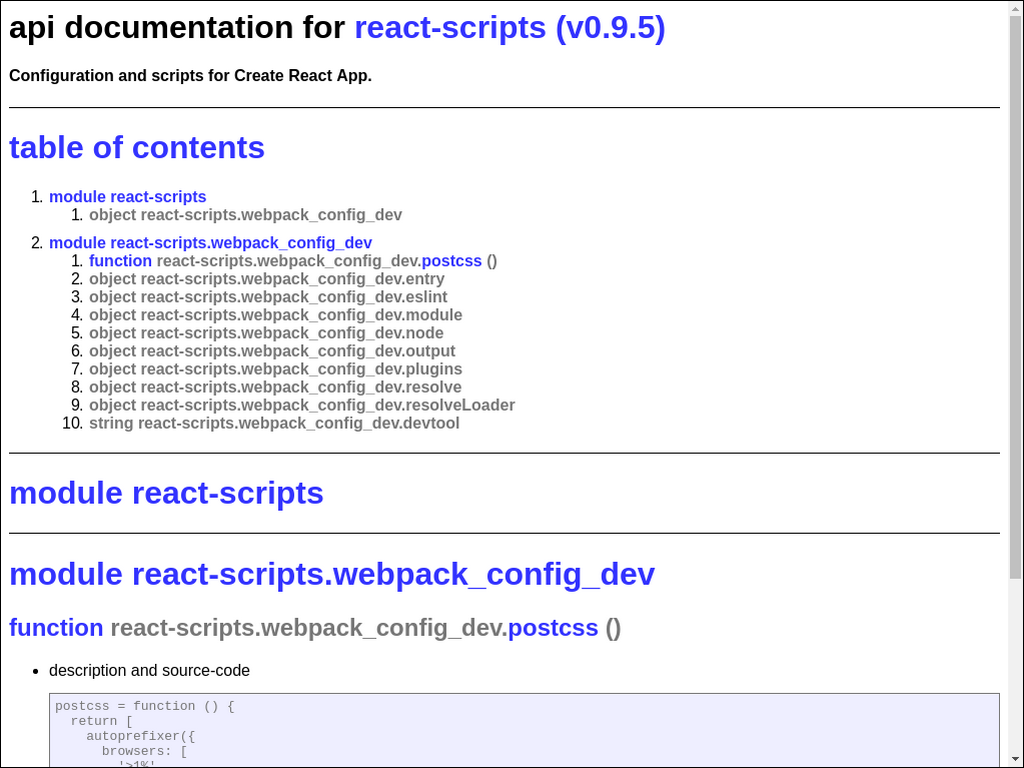 api documentation for react-scripts (v0.9.5)
Configuration and scripts for Create React App.
table of contents
1. module react-scripts
1. object react-scripts.webpack_config_dev
2. module react-scripts.webpack_config_dev
1. function react-scripts.webpack_config_dev.postcss ()
2. object react-scripts.webpack_config_dev.entry
3. object react-scripts.webpack_config_dev.eslint
4. object react-scripts.webpack_config_dev.module
5. object react-scripts.webpack_config_dev.node
6. object react-scripts.webpack_config_dev.output
7. object react-scripts.webpack_config_dev.plugins
8. object react-scripts.webpack_config_dev.resolve
9. object react-scripts.webpack_config_dev.resolveLoader
10. string react-scripts.webpack_config_dev.devtool
module react-scripts
module react-scripts.webpack_config_dev
function react-scripts.webpack_config_dev.postcss ()
• description and source-code
postcss = function () {
return [
autoprefixer({
browsers: [
'>1%'